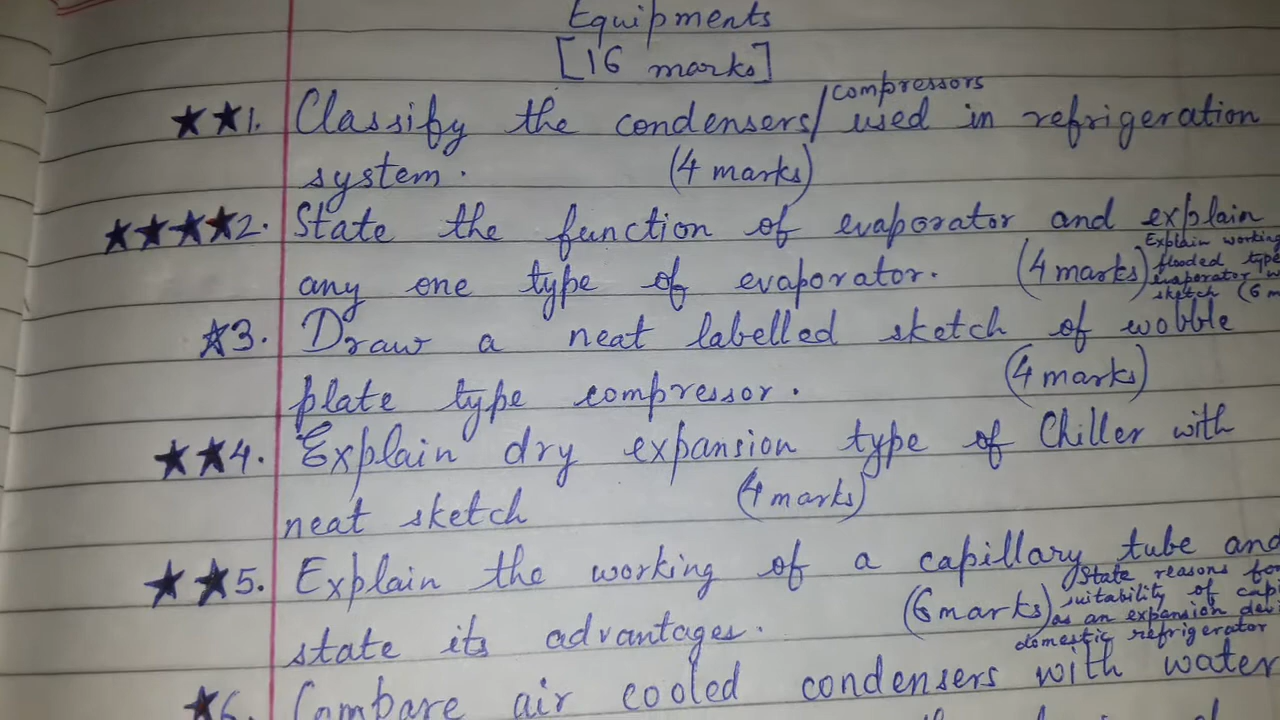 Equipments
[16 marks]
compressors
★★1. Classify the condensers/ used in refrigeration
system. (4 marks)
★★★★2. State the function of evaporator and explain
any one type of evaporator. (4 marks)
Explain working
flooded type
evaporator
sketch (6
★3. Draw a neat labelled sketch of wobble
plate type compressor. (4 marks)
★★4. Explain dry expansion type of Chiller with
neat sketch (4 marks)
★★5. Explain the working of a capillary tube and
state its advantages. (6 marks)
/State reasons for
suitability of
as an expansion
domestic refrigerator
★6. Compare air cooled condensers with water